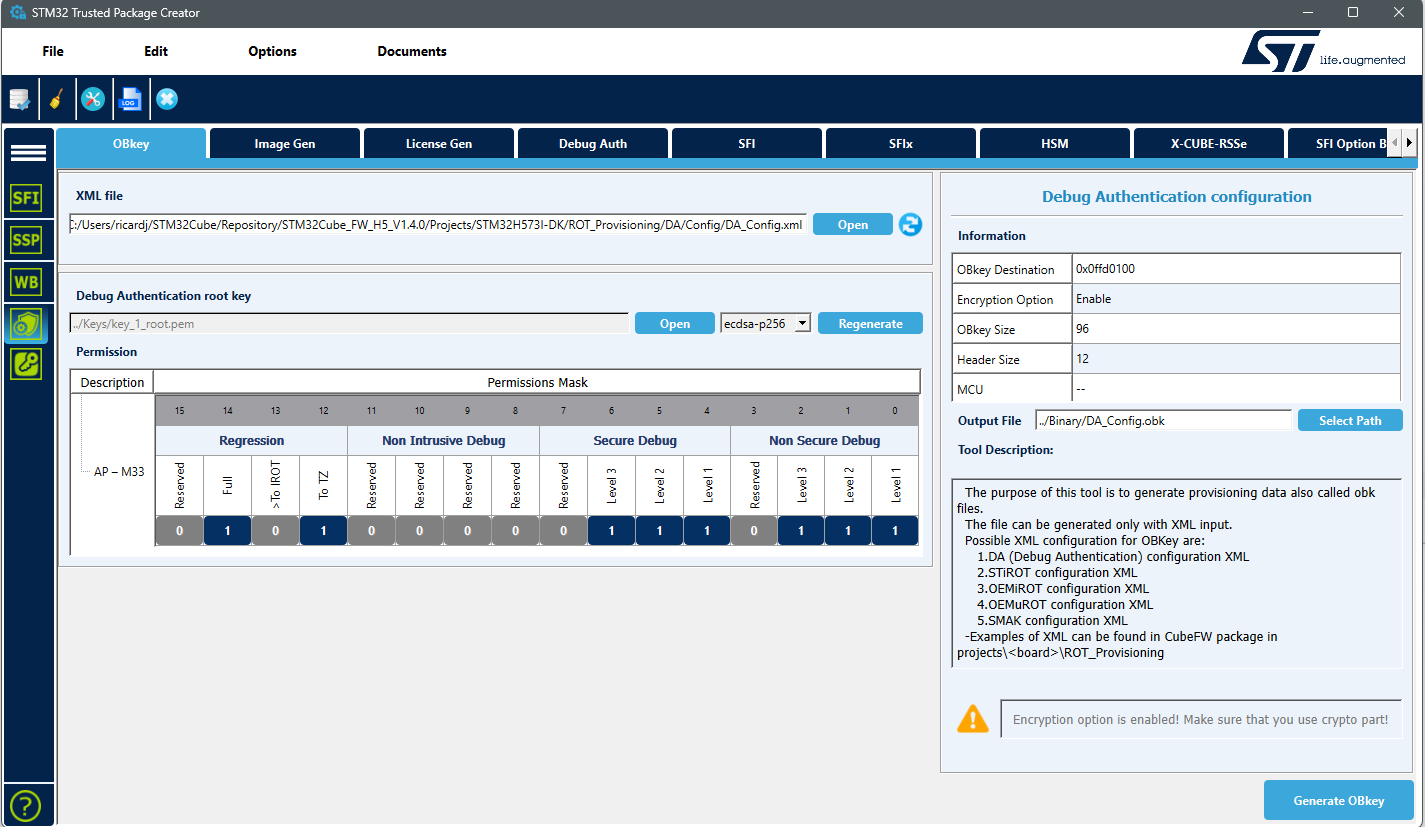 STM32 Trusted Package Creator
File Edit Options Documents
ST life.augmented
LOG
OBkey Image Gen License Gen Debug Auth SFI SFIx HSM X-CUBE-RSSe SFI Option B
SFI
SSP
WB
XML file
C:/Users/ricardj/STM32Cube/Repository/STM32Cube_FW_H5_V1.4.0/Projects/STM32H573I-DK/ROT_Provisioning/DA/Config/DA_Config.xml Open
Debug Authentication root key
../Keys/key_1_root.pem Open ecdsa-p256 Regenerate
Permission
Description Permissions Mask
15 14 13 12 11 10 9 8 7 6 5 4 3 2 1 0
Regression Non Intrusive Debug Secure Debug Non Secure Debug
AP – M33
Reserved Full >To IROT To TZ Reserved Reserved Reserved Reserved Reserved Level 3 Level 2 Level 1 Reserved Level 3 Level 2 Level 1
0 1 0 1 0 0 0 0 0 1 1 1 0 1 1 1
Debug Authentication configuration
Information
OBkey Destination 0x0ffd0100
Encryption Option Enable
OBkey Size 96
Header Size 12
MCU --
Output File ../Binary/DA_Config.obk Select Path
Tool Description:
The purpose of this tool is to generate provisioning data also called obk
files.
The file can be generated only with XML input.
Possible XML configuration for OBKey are:
1.DA (Debug Authentication) configuration XML
2.STiROT configuration XML
3.OEMiROT configuration XML
4.OEMuROT configuration XML
5.SMAK configuration XML
-Examples of XML can be found in CubeFW package in
projects\<board>\ROT_Provisioning
Encryption option is enabled! Make sure that you use crypto part!
Generate OBkey
?